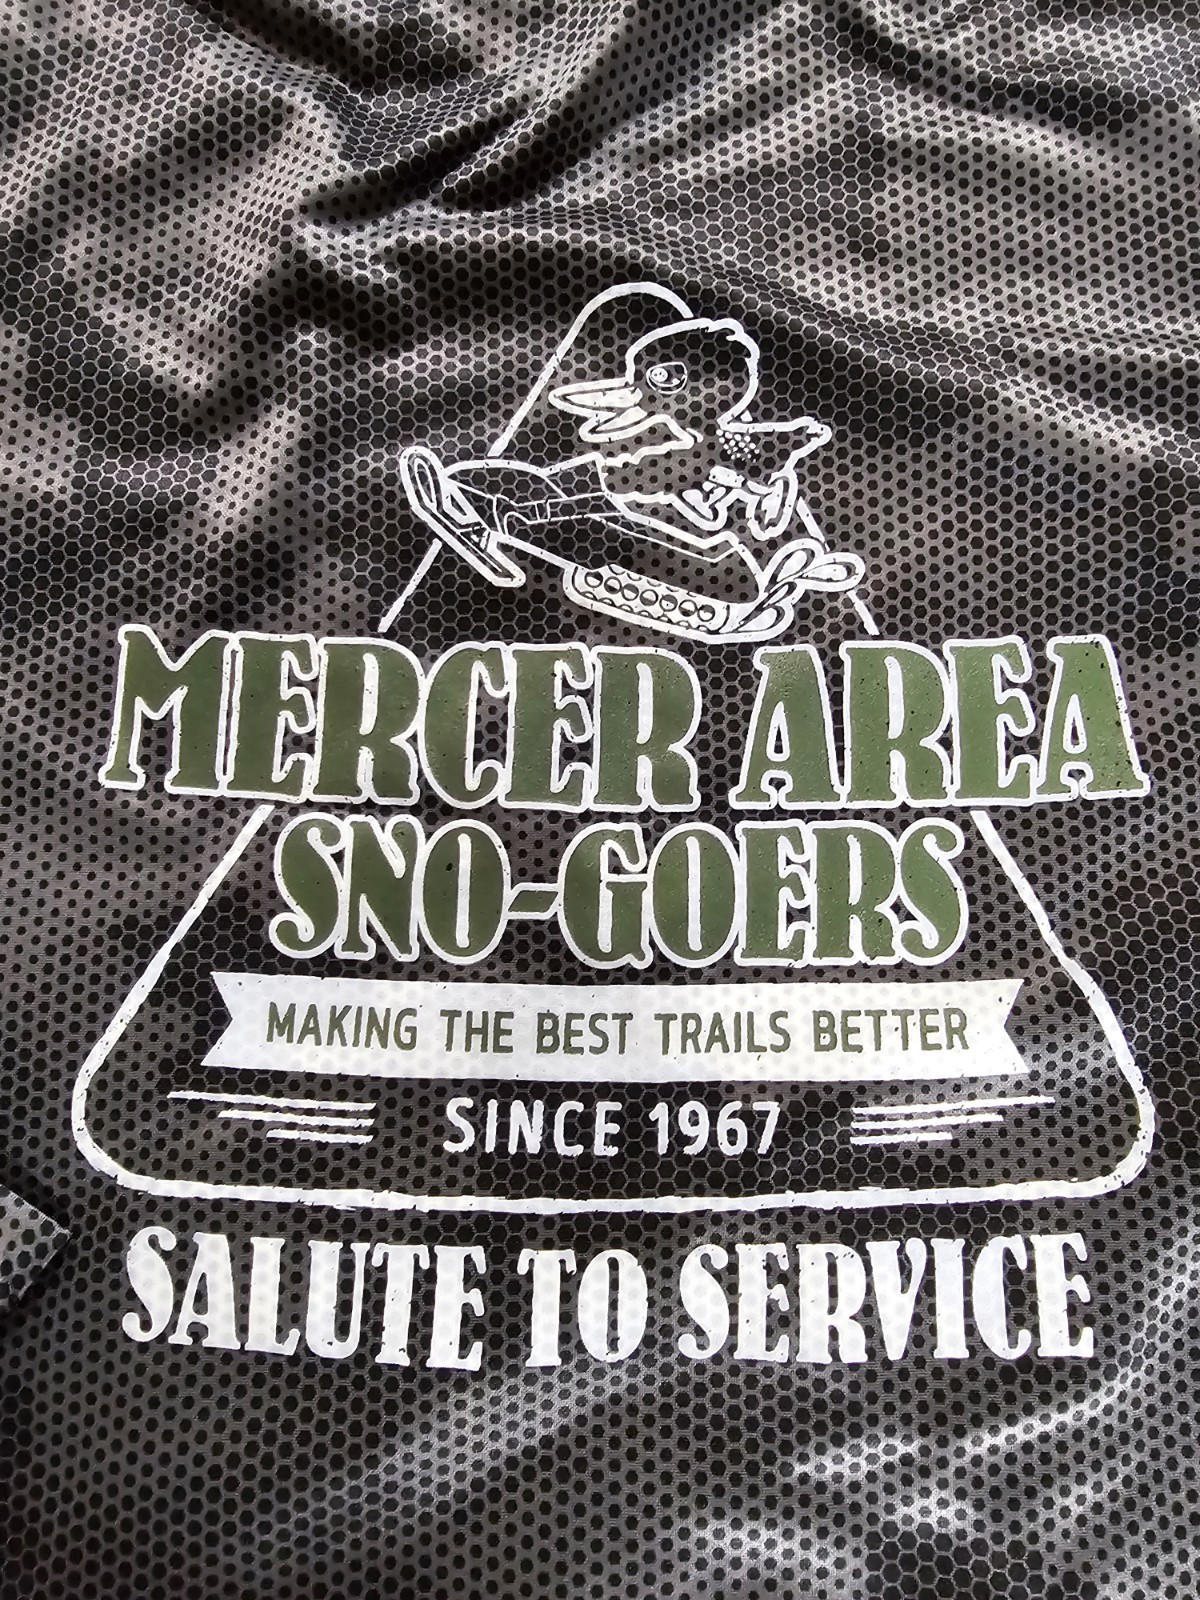 MERCER AREA
SNO-GOERS
MAKING THE BEST TRAILS BETTER
SINCE 1967
SALUTE TO SERVICE